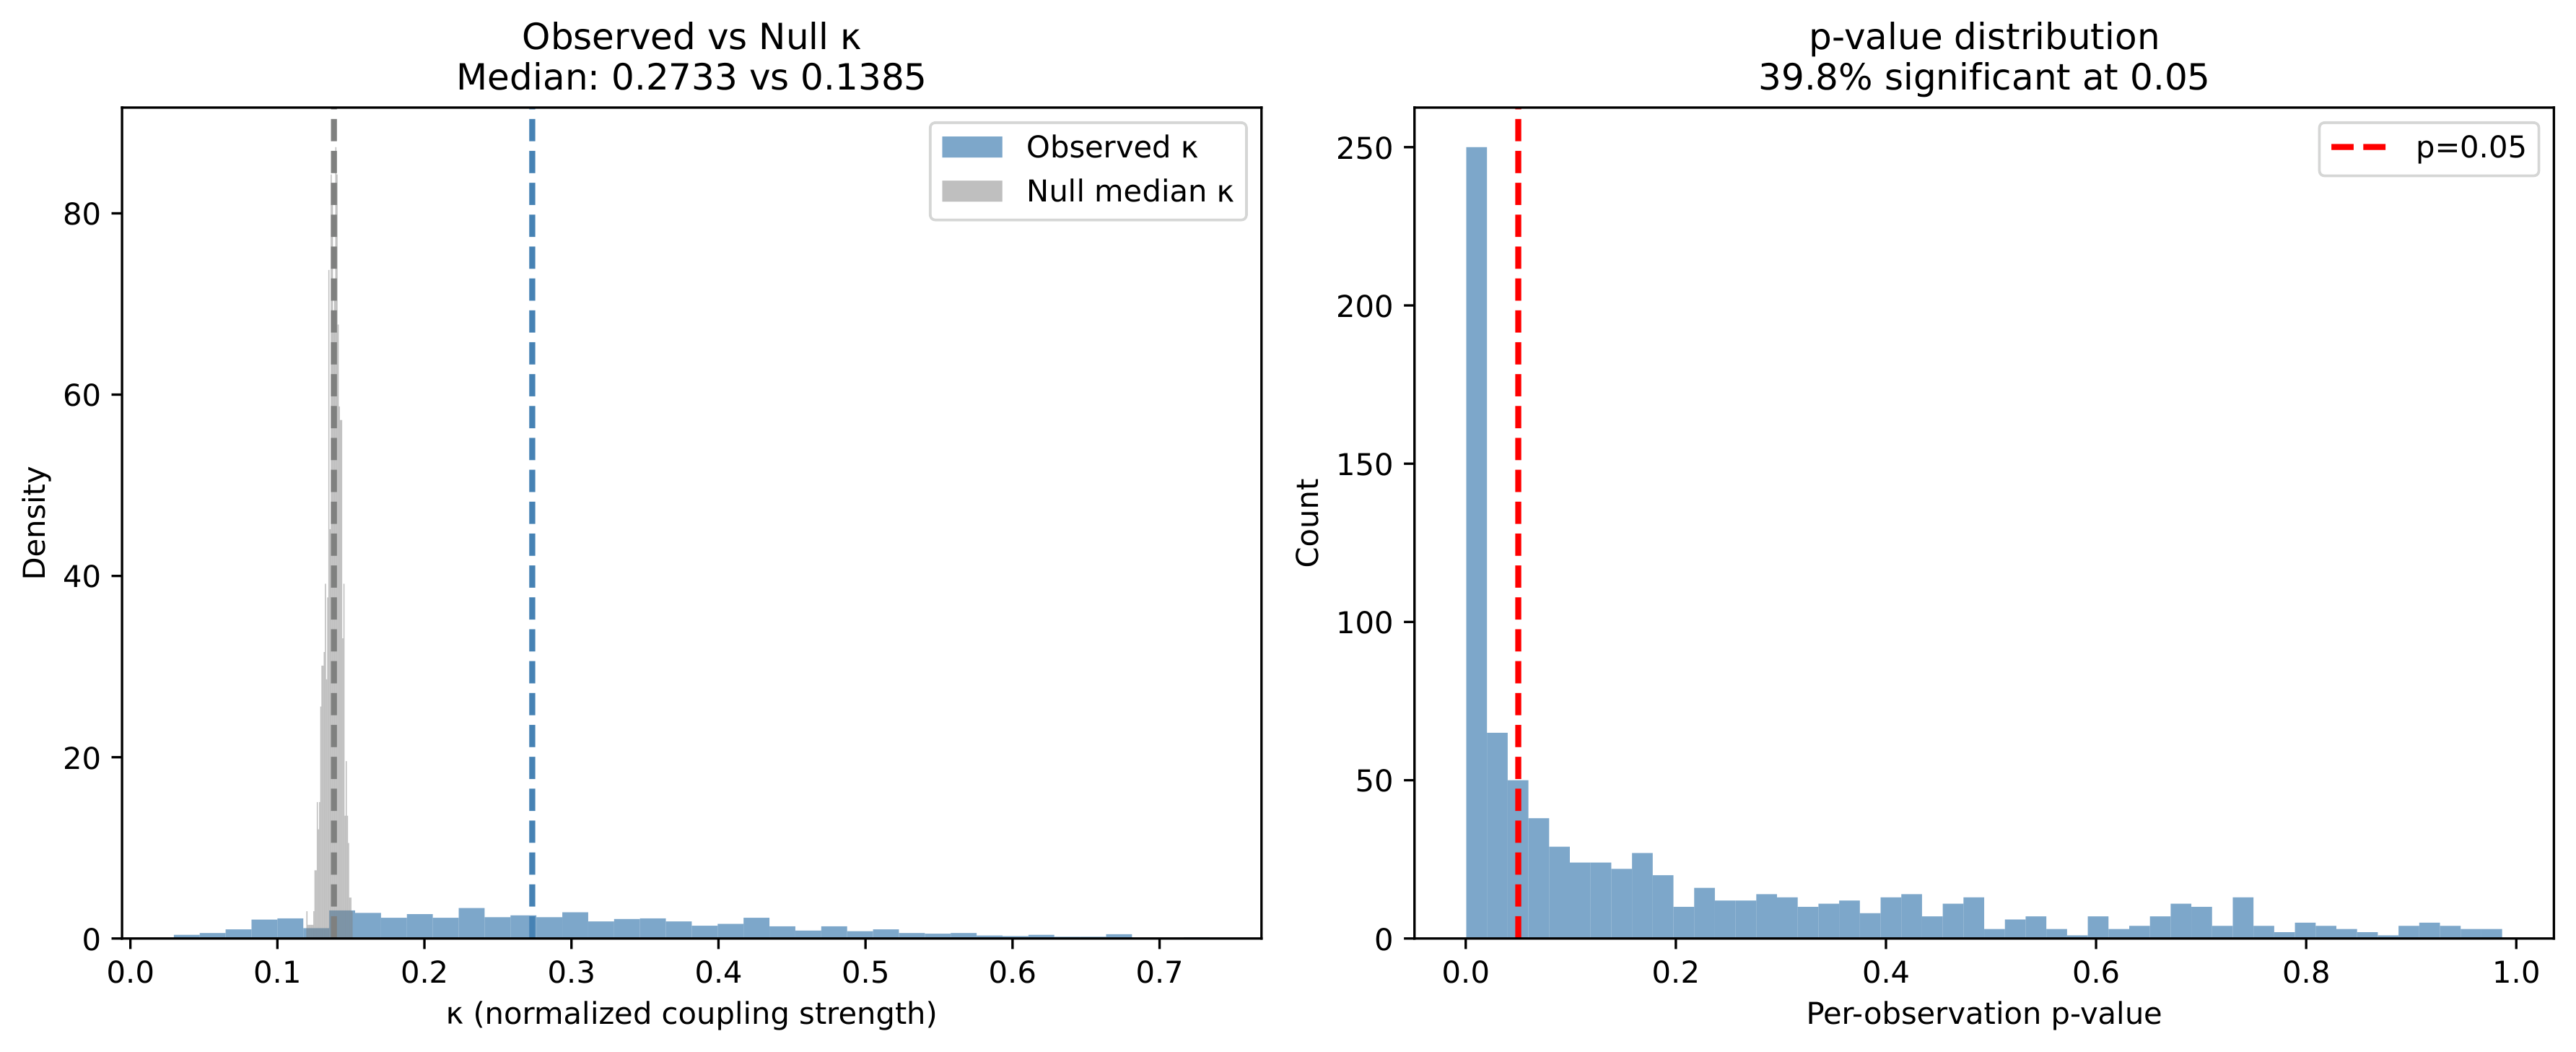 Observed vs Null κ
Median: 0.2733 vs 0.1385
Observed κ
Null median κ
Density
80
60
40
20
0
0.0 0.1 0.2 0.3 0.4 0.5 0.6 0.7
κ (normalized coupling strength)
p-value distribution
39.8% significant at 0.05
p=0.05
Count
250
200
150
100
50
0
0.0 0.2 0.4 0.6 0.8 1.0
Per-observation p-value